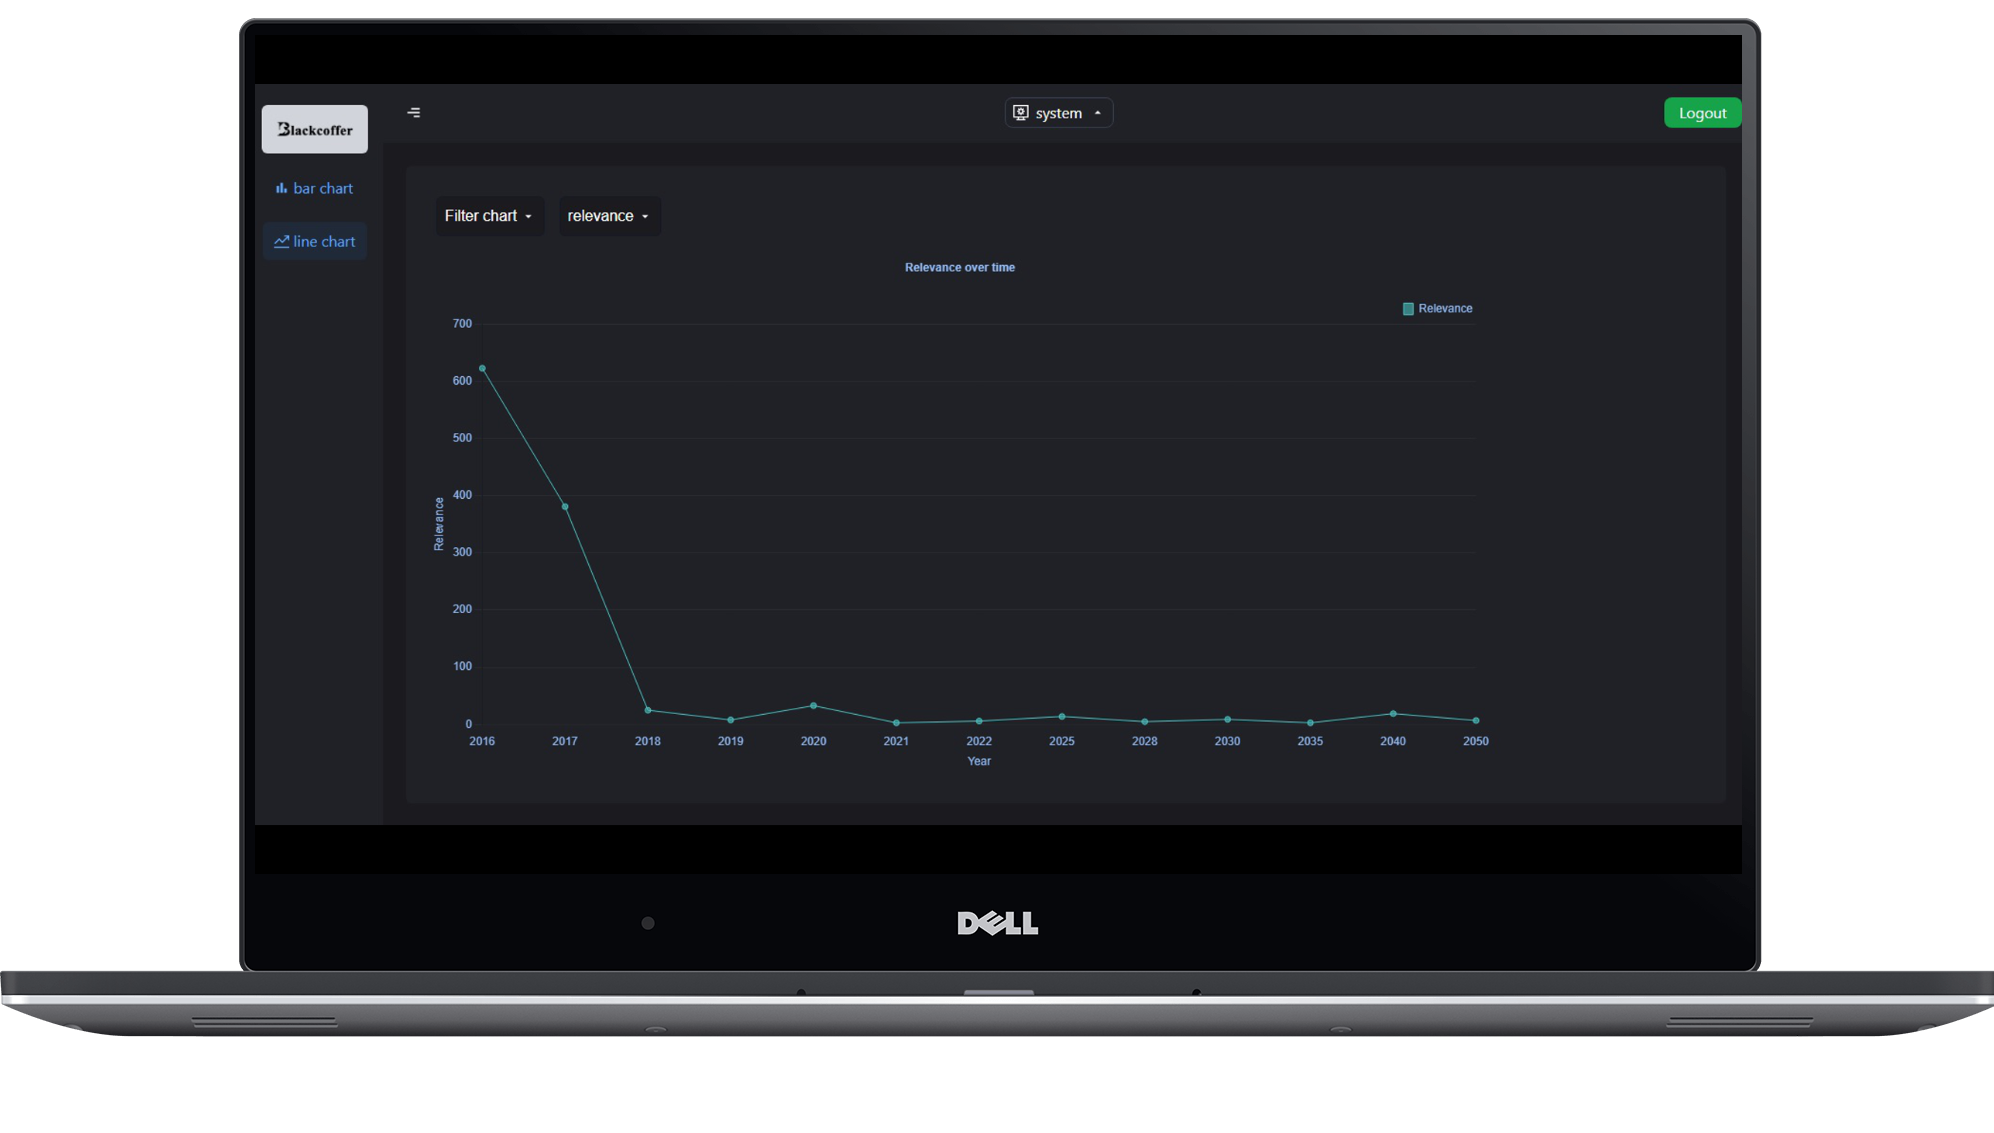 Blackcoffer
system
Logout
bar chart
line chart
Filter chart
relevance
Relevance over time
Relevance
700
600
500
400
300
200
100
0
Relevance
2016 2017 2018 2019 2020 2021 2022 2025 2028 2030 2035 2040 2050
Year
DELL